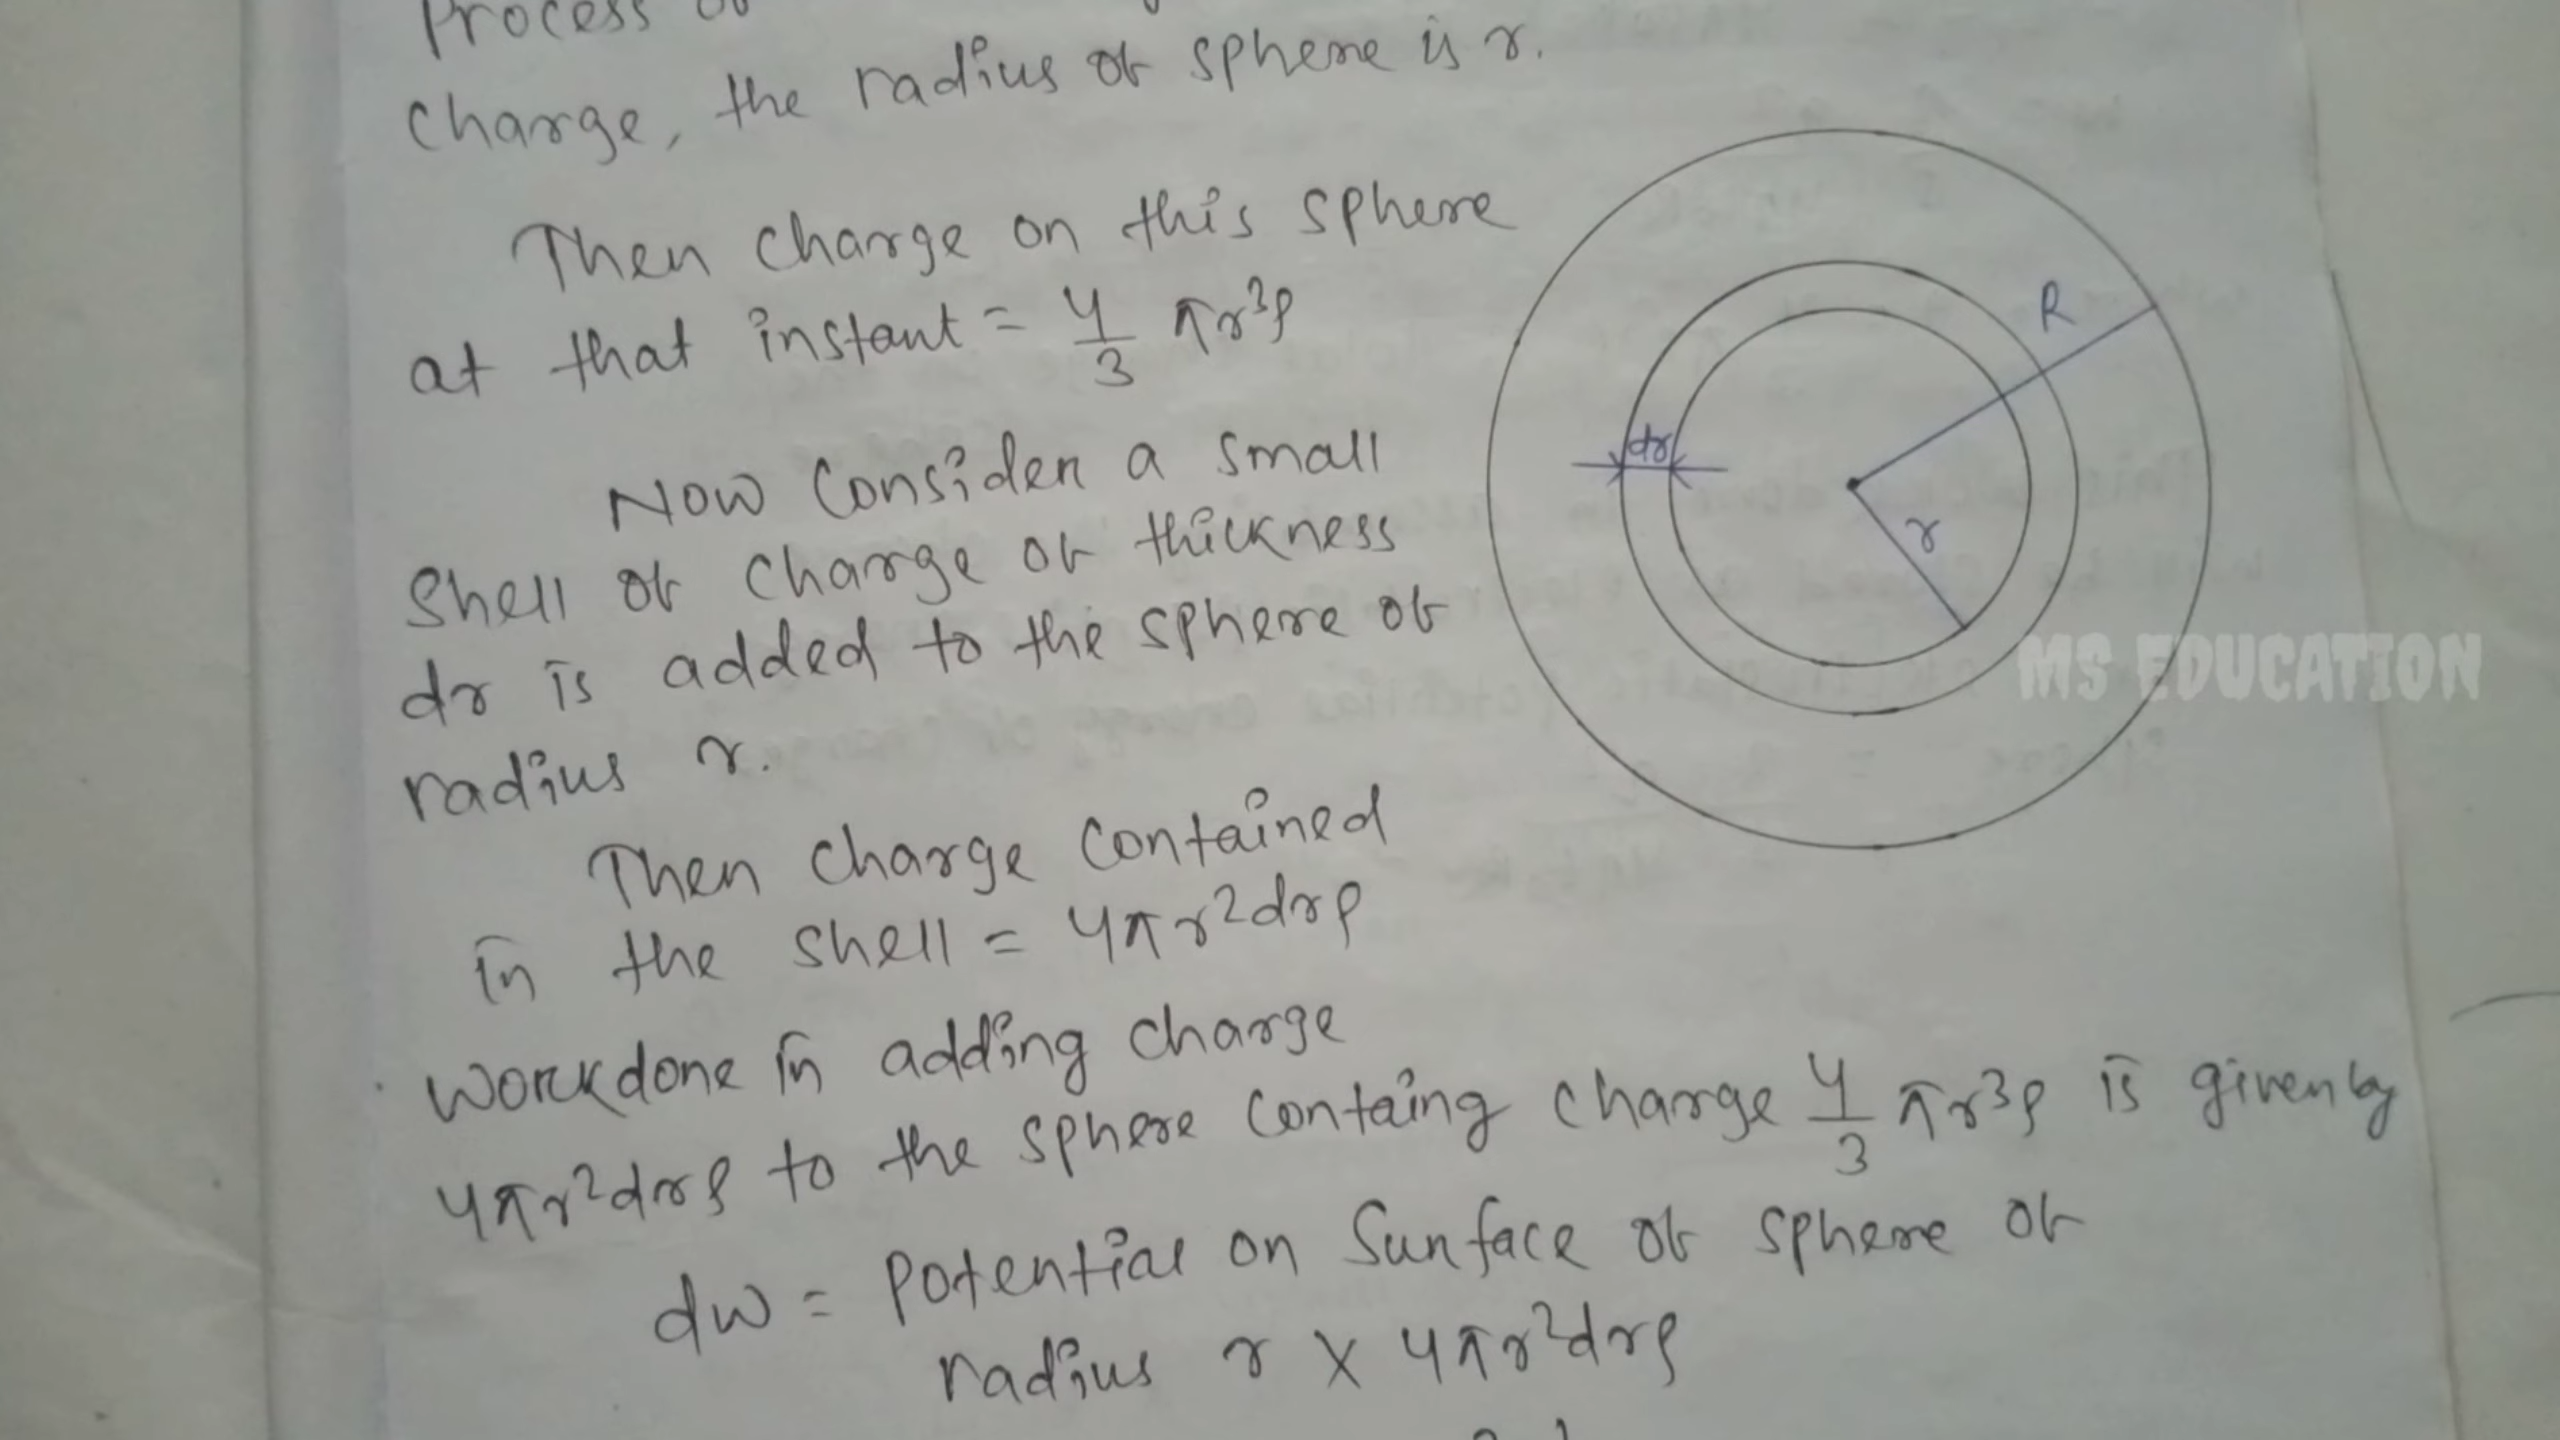 Process of
charge, the radius of sphere is r.
Then charge on this sphere
at that instant = 4/3 πr³ρ
Now consider a small
shell of charge of thickness
dr is added to the sphere of
radius r.
Then charge contained
in the shell = 4πr²drρ
workdone in adding charge
4πr²drρ to the sphere containg charge 4/3 πr³ρ is given by
dw = potential on surface of sphere of
radius r × 4πr²drρ
R
dr
r
MS EDUCATION